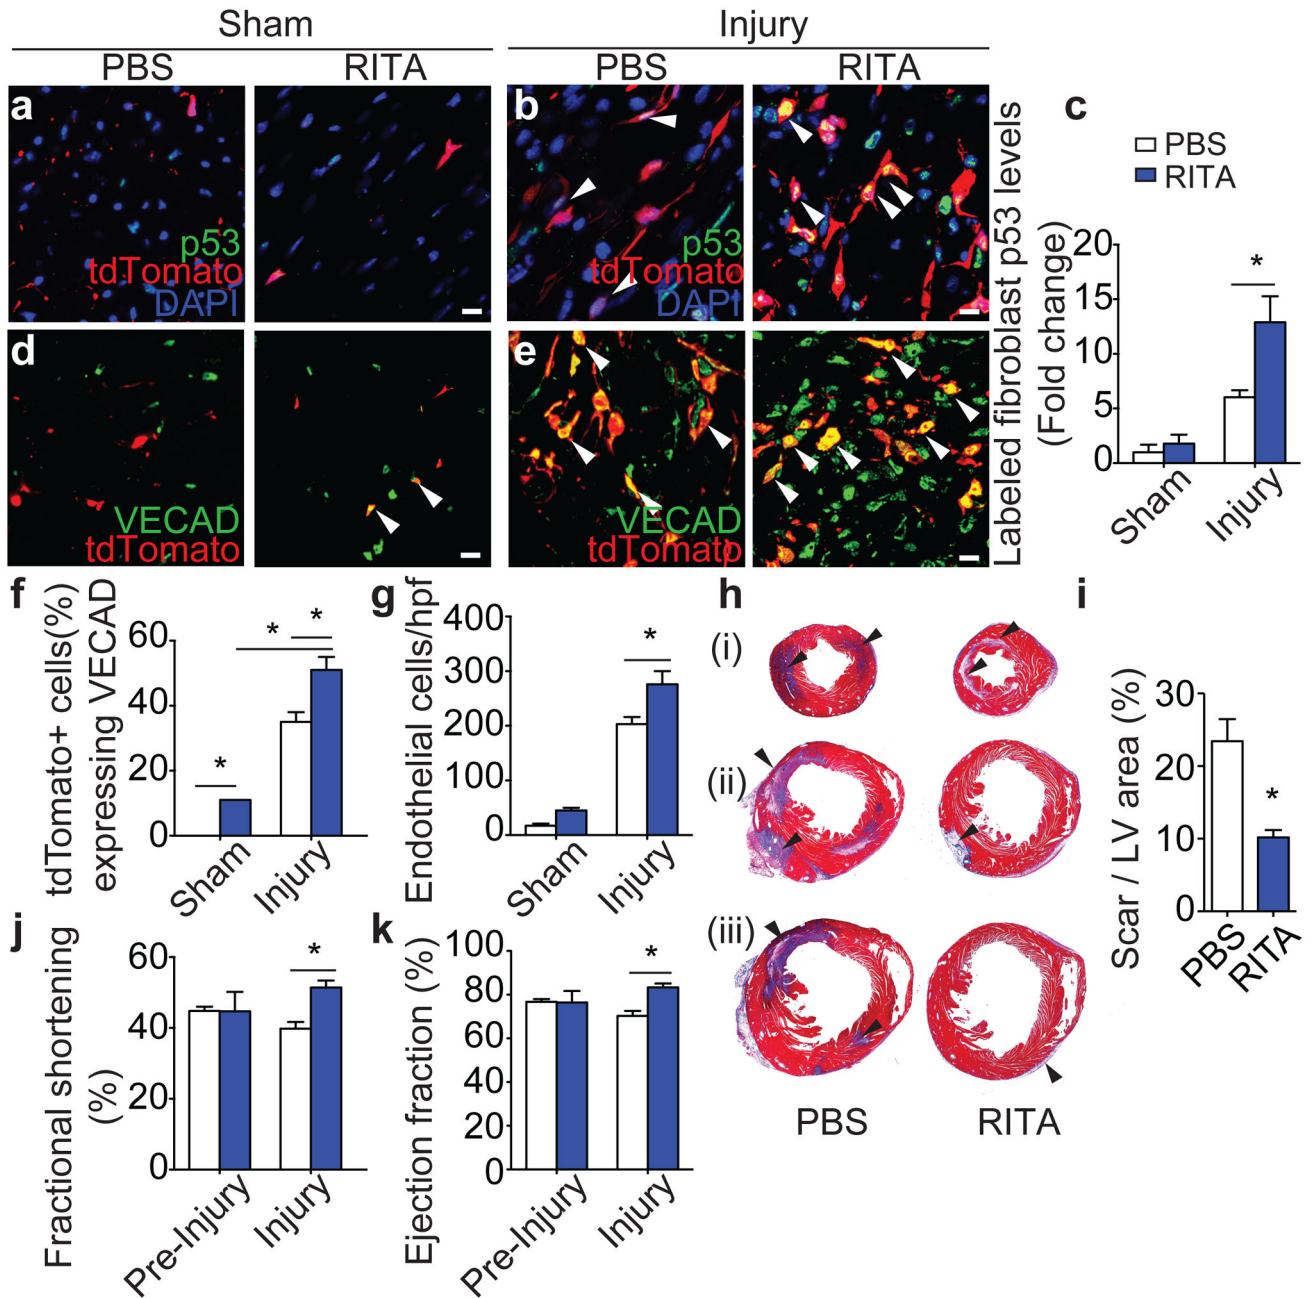 Sham
Injury
PBS
RITA
PBS
RITA
a
p53
tdTomato
DAPI
b
p53
tdTomato
DAPI
c
PBS
RITA
Labeled fibroblast p53 levels
(Fold change)
20
15
10
5
0
Sham
Injury
*
d
VECAD
tdTomato
e
VECAD
tdTomato
f
tdTomato+ cells(%)
expressing VECAD
60
40
20
0
*
*
*
Sham
Injury
g
Endothelial cells/hpf
400
300
200
100
0
*
Sham
Injury
h
(i)
(ii)
(iii)
PBS
RITA
i
Scar / LV area (%)
30
20
10
0
*
PBS
RITA
j
Fractional shortening
(%)
60
40
20
0
*
Pre-Injury
Injury
k
Ejection fraction (%)
100
80
60
40
20
0
*
Pre-Injury
Injury